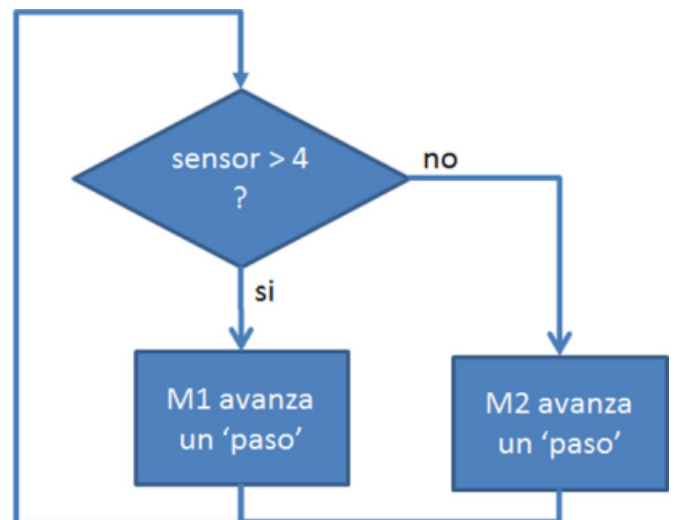 sensor > 4
?
no
si
M1 avanza
un ‘paso’
M2 avanza
un ‘paso’